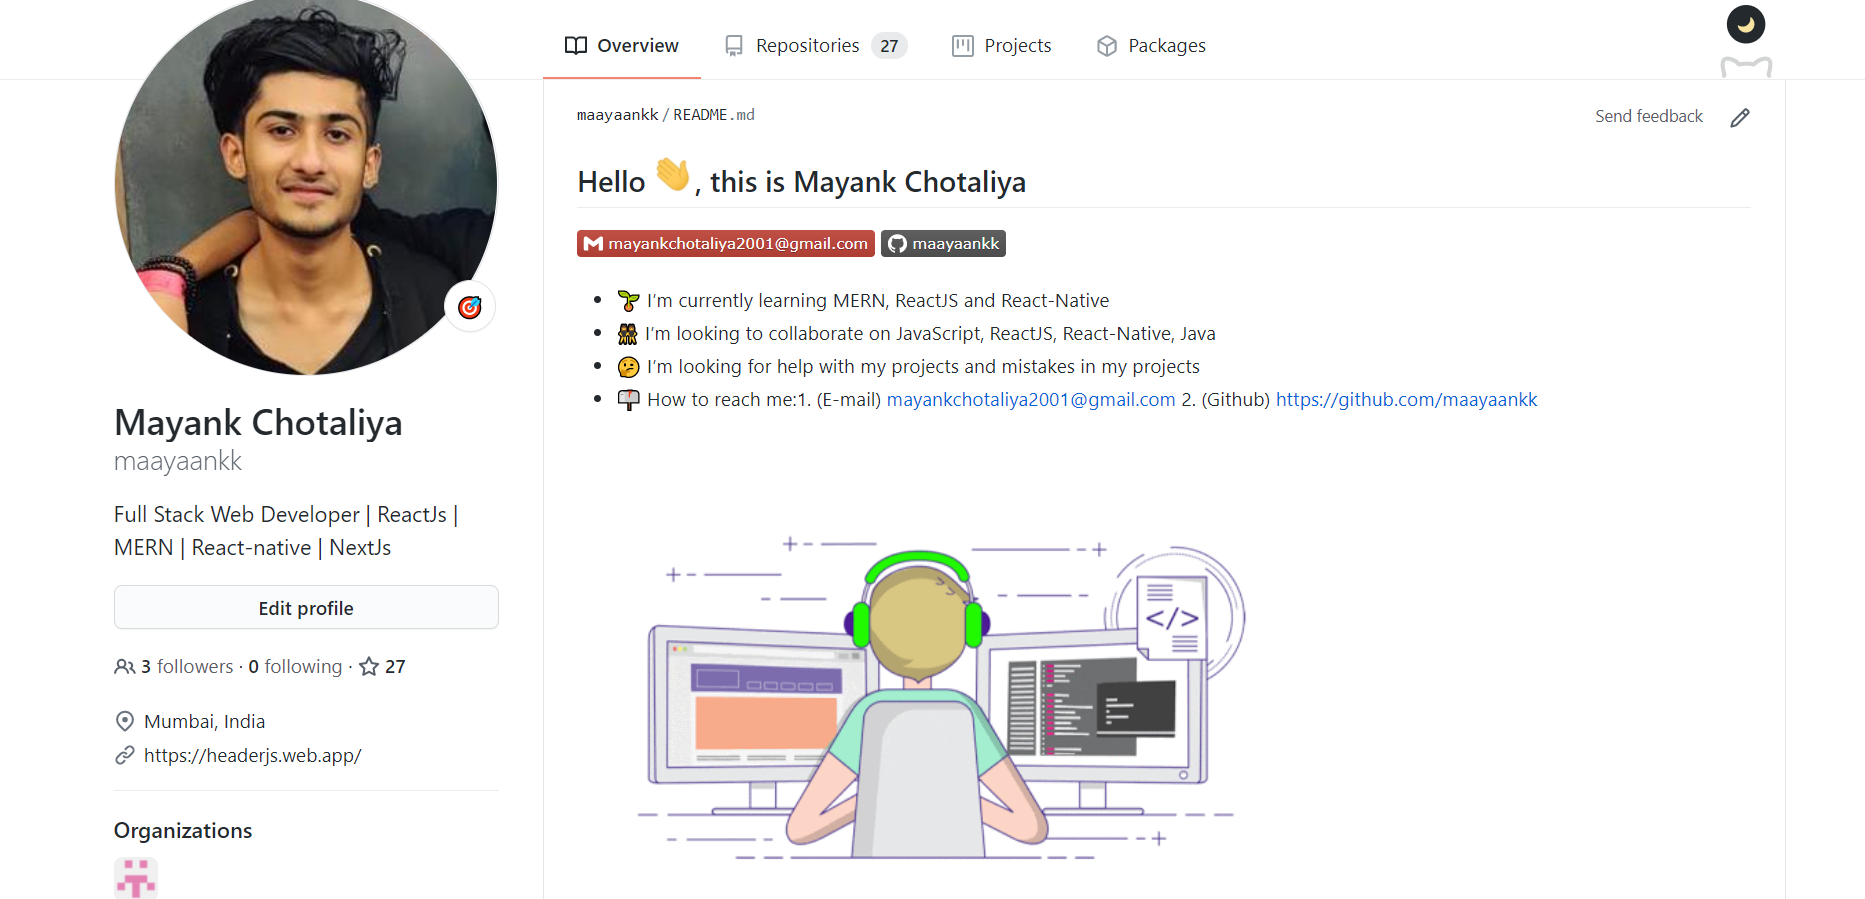 Overview
Repositories 27
Projects
Packages
maayaankk / README.md
Send feedback
Hello 👋, this is Mayank Chotaliya
mayankchotaliya2001@gmail.com
maayaankk
I'm currently learning MERN, ReactJS and React-Native
I'm looking to collaborate on JavaScript, ReactJS, React-Native, Java
I'm looking for help with my projects and mistakes in my projects
How to reach me:1. (E-mail) mayankchotaliya2001@gmail.com 2. (Github) https://github.com/maayaankk
</>
Mayank Chotaliya
maayaankk
Full Stack Web Developer | ReactJs |
MERN | React-native | NextJs
Edit profile
3 followers · 0 following · 27
Mumbai, India
https://headerjs.web.app/
Organizations